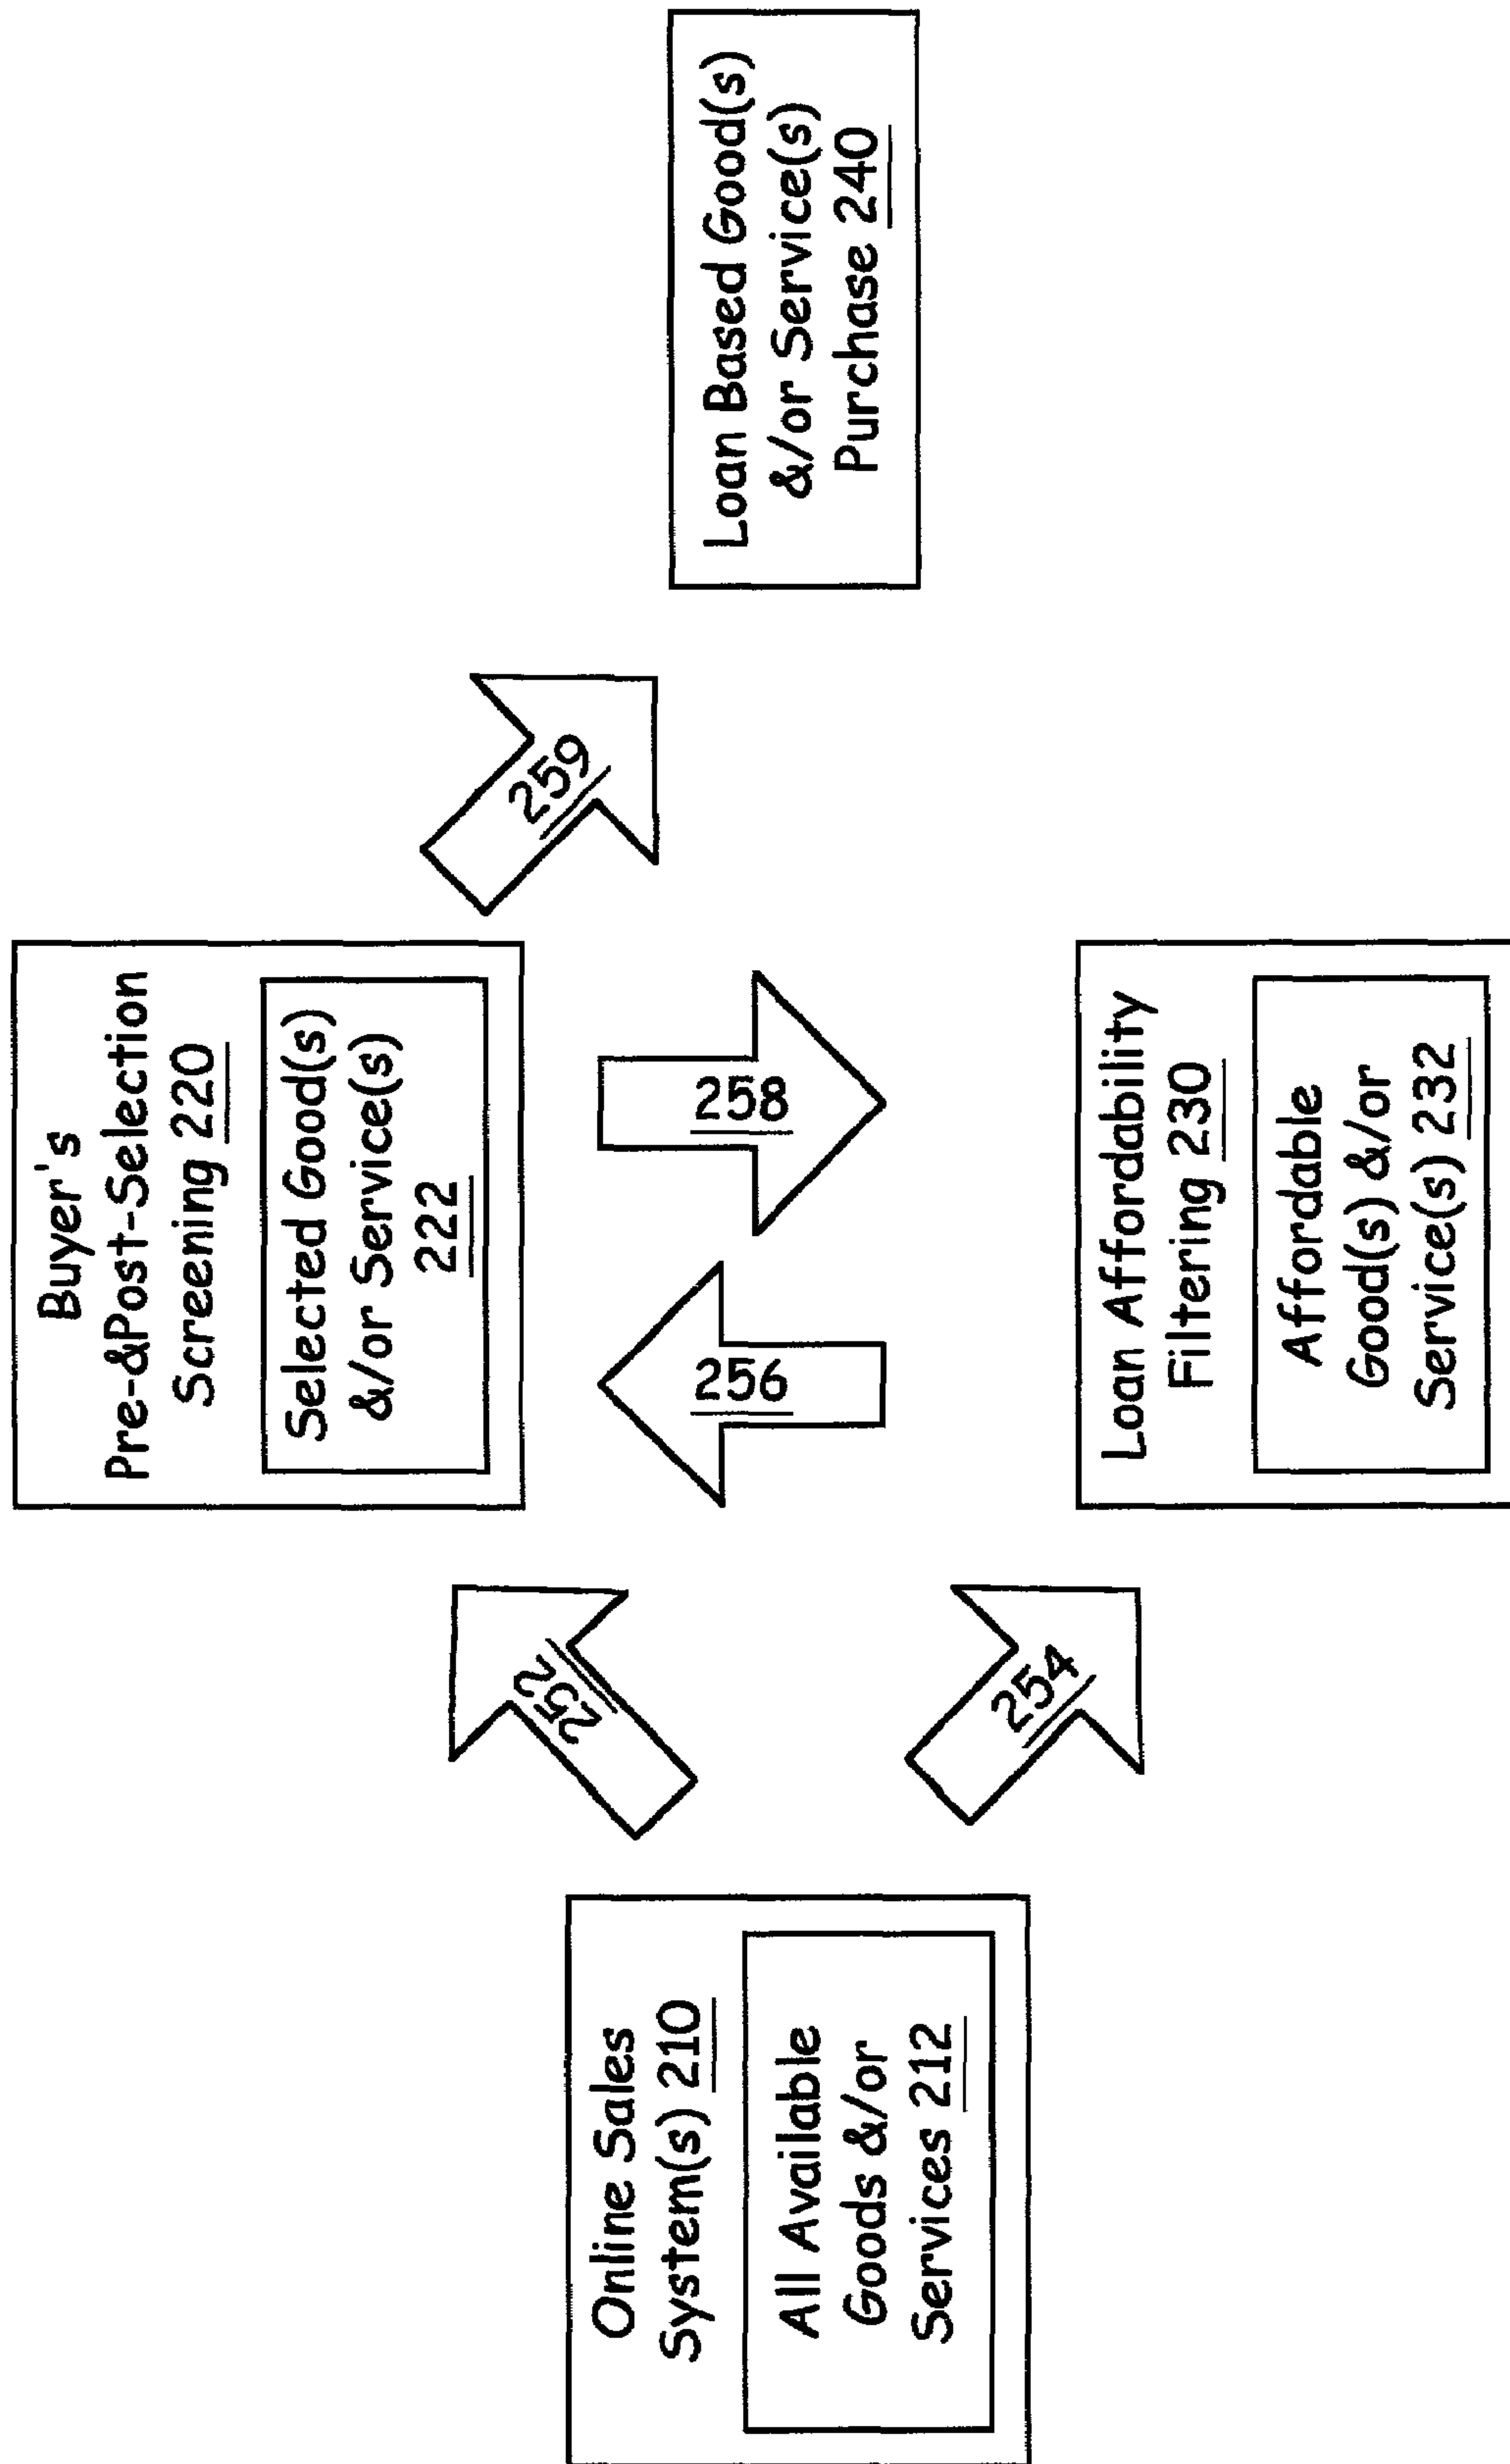 Online Sales
System(s) 210
All Available
Goods &/or
Services 212
252
254
Buyer's
Pre-&Post-Selection
Screening 220
Selected Good(s)
&/or Service(s)
222
256
258
Loan Affordability
Filtering 230
Affordable
Good(s) &/or
Service(s) 232
259
Loan Based Good(s)
&/or Service(s)
Purchase 240